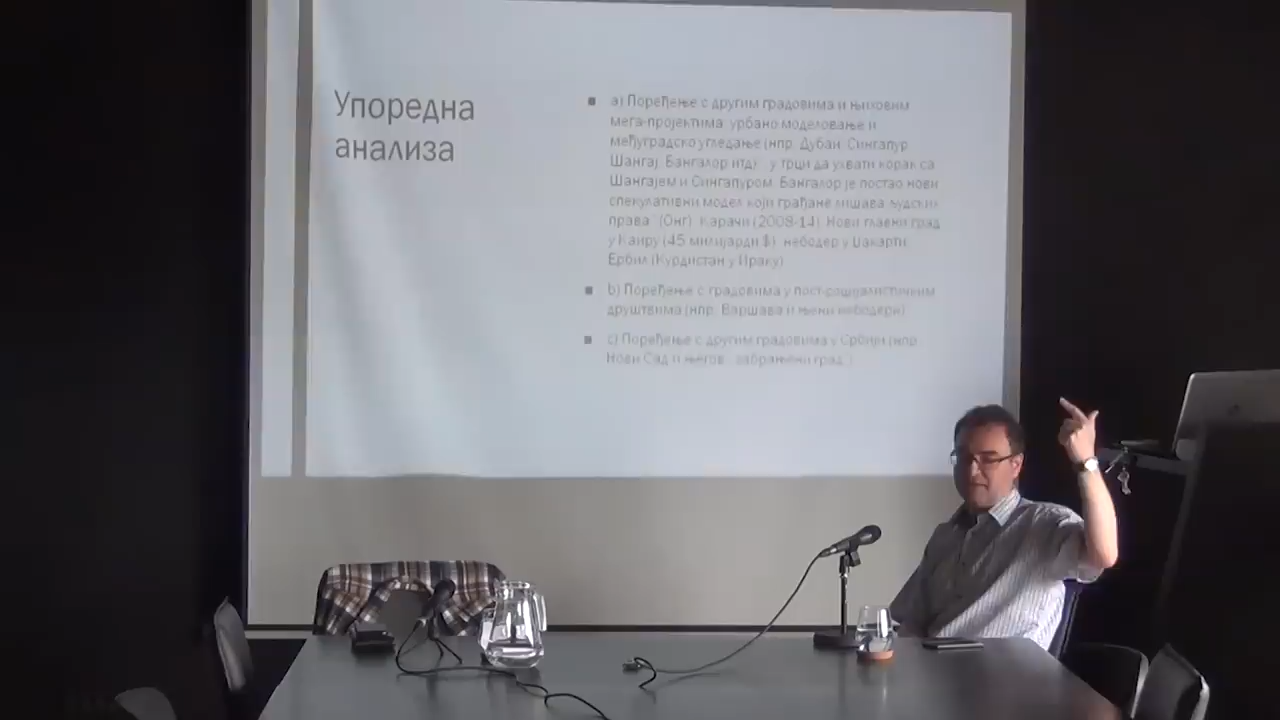 Упоредна
анализа
a) Поређење с другим градовима и њиховим
мега-пројектима: урбано моделовање и
међуградско угледање (нпр. Дубаи, Сингапур,
Шангај, Бангалор итд): у трци да ухвати корак са
Шангајем и Сингапуром, Бангалор је постао нови
спекулативни модел који грађане лишава људских
права (Онг). Карачи (2008-14). Нови главни град
у Каиру (45 милијарди $), небодер у Џакарти,
Ербил (Курдистан у Ираку)
b) Поређење с градовима у пост-социјалистичким
друштвима (нпр. Варшава и њени небодери)
c) Поређење с другим градовима у Србији (нпр.
Нови Сад и његов "забрањени град")